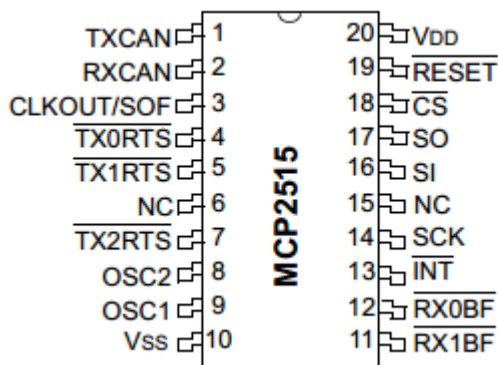 TXCAN 1 20 VDD
RXCAN 2 19 RESET
CLKOUT/SOF 3 18 CS
TX0RTS 4 17 SO
TX1RTS 5 16 SI
NC 6 15 NC
TX2RTS 7 14 SCK
OSC2 8 13 INT
OSC1 9 12 RX0BF
Vss 10 11 RX1BF
MCP2515